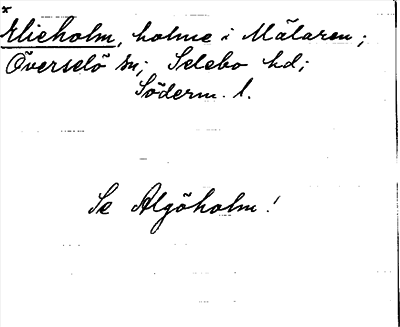 *
Elieholm, holme i Mälaren;
Överselö sn; Selebo hd;
Söderm. l.
Se Algöholm!